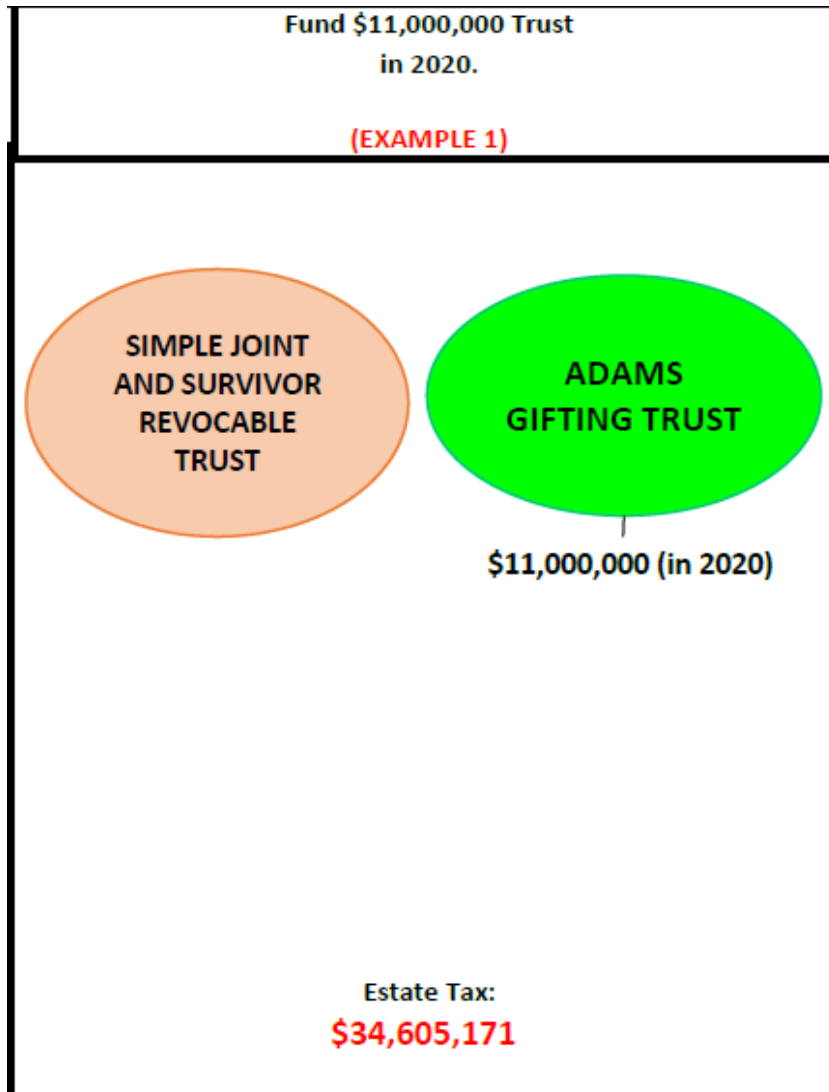 Fund $11,000,000 Trust
in 2020.
(EXAMPLE 1)
SIMPLE JOINT
AND SURVIVOR
REVOCABLE
TRUST
ADAMS
GIFTING TRUST
$11,000,000 (in 2020)
Estate Tax:
$34,605,171